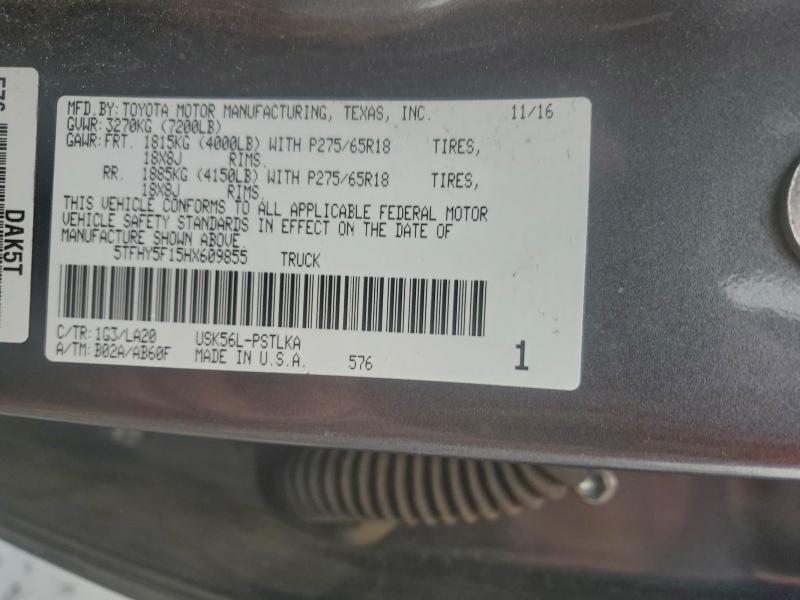 MFD.BY: TOYOTA MOTOR MANUFACTURING, TEXAS, INC. 11/16
GVWR: 3270KG (7200LB)
GAWR: FRT. 1815KG (4000LB) WITH P275/65R18 TIRES,
18X8J RIMS.
RR. 1885KG (4150LB) WITH P275/65R18 TIRES,
18X8J RIMS.
THIS VEHICLE CONFORMS TO ALL APPLICABLE FEDERAL MOTOR
VEHICLE SAFETY STANDARDS IN EFFECT ON THE DATE OF
MANUFACTURE SHOWN ABOVE.
5TFHY5F15HX609855 TRUCK
C/TR: 1G3/LA20 USK56L-PSTLKA
A/TM: B02A/AB60F MADE IN U.S.A. 576 1
576
DAK5T